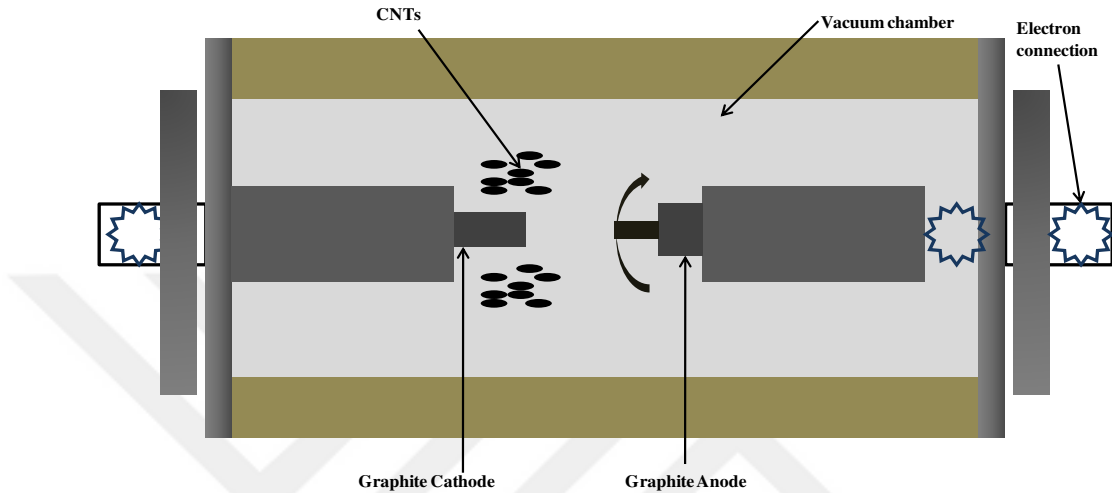 CNTs
Vacuum chamber
Electron
connection
Graphite Cathode
Graphite Anode